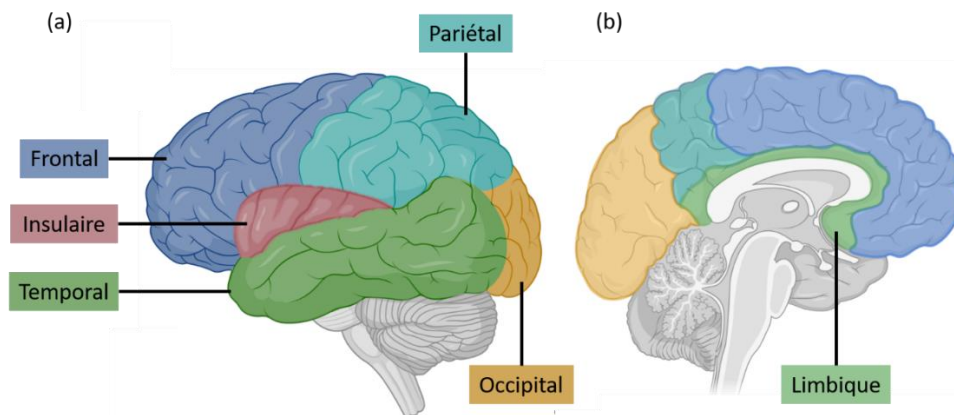 (a)
Pariétal
(b)
Frontal
Insulaire
Temporal
Occipital
Limbique